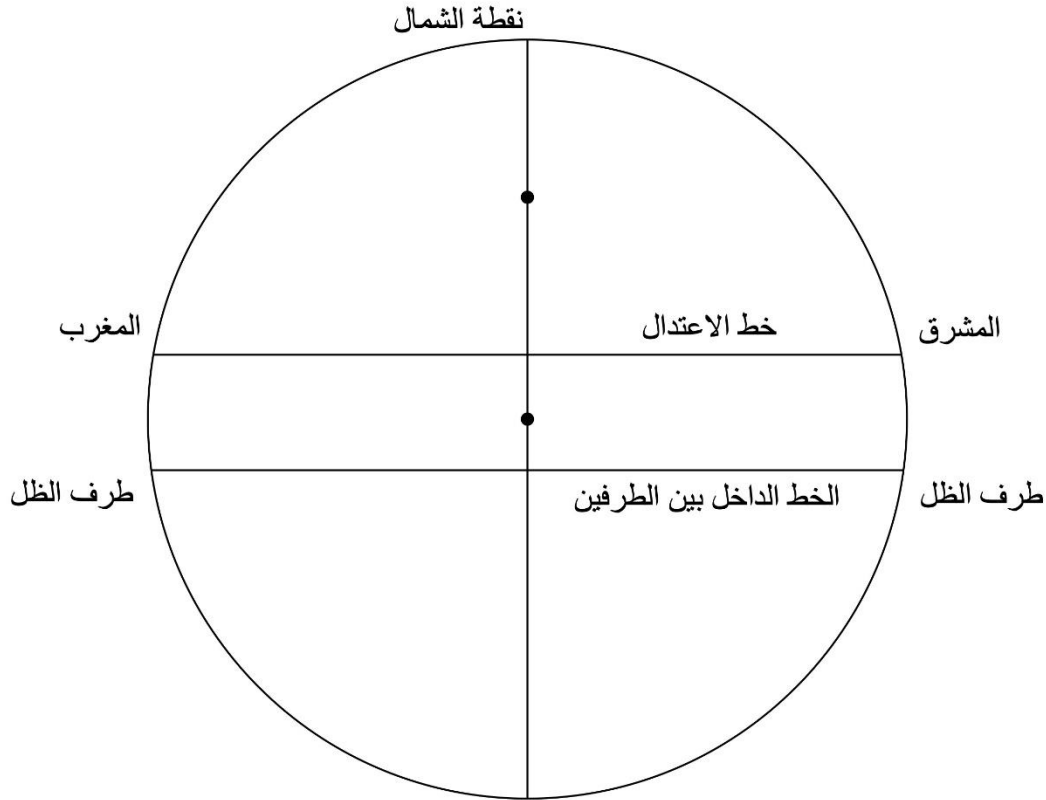 نقطة الشمال
المشرق
خط الاعتدال
المغرب
طرف الظل
الخط الداخل بين الطرفين
طرف الظل